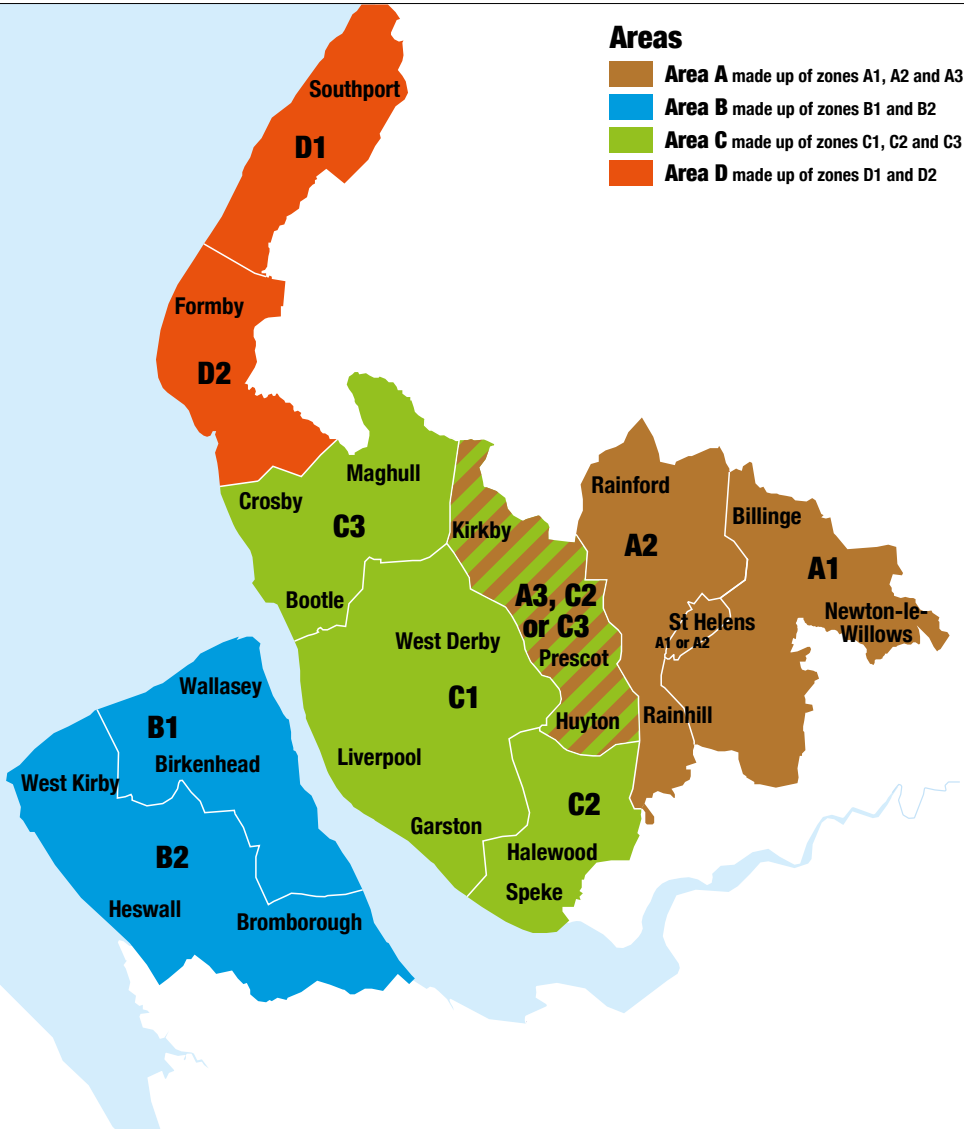 Areas
Area A made up of zones A1, A2 and A3
Area B made up of zones B1 and B2
Area C made up of zones C1, C2 and C3
Area D made up of zones D1 and D2
Southport
D1
Formby
D2
Maghull
Crosby
C3
Bootle
Kirkby
A3, C2
or C3
Prescot
Huyton
Rainford
A2
Billinge
A1
Newton-le-
Willows
St Helens
A1 or A2
Rainhill
West Derby
C1
Liverpool
Garston
C2
Halewood
Speke
Wallasey
B1
Birkenhead
West Kirby
B2
Heswall
Bromborough